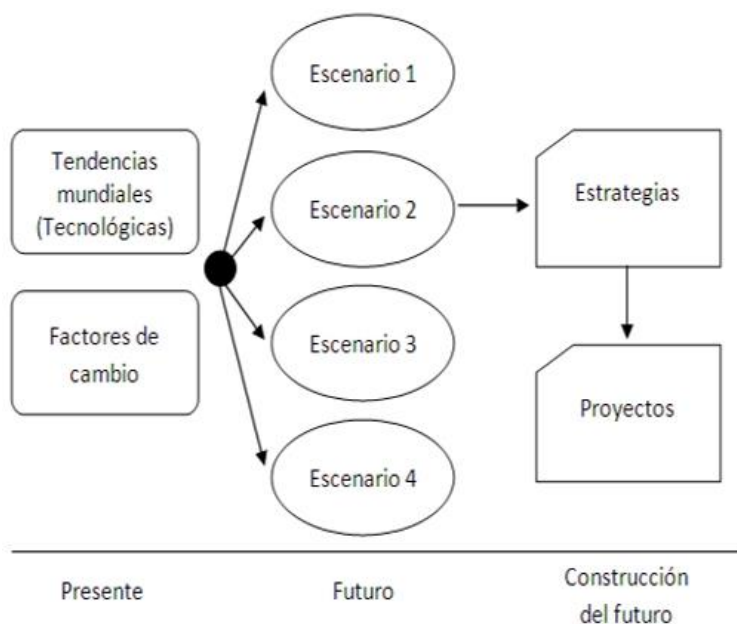 Tendencias
mundiales
(Tecnológicas)
Factores de
cambio
Escenario 1
Escenario 2
Escenario 3
Escenario 4
Estrategias
Proyectos
Presente
Futuro
Construcción
del futuro